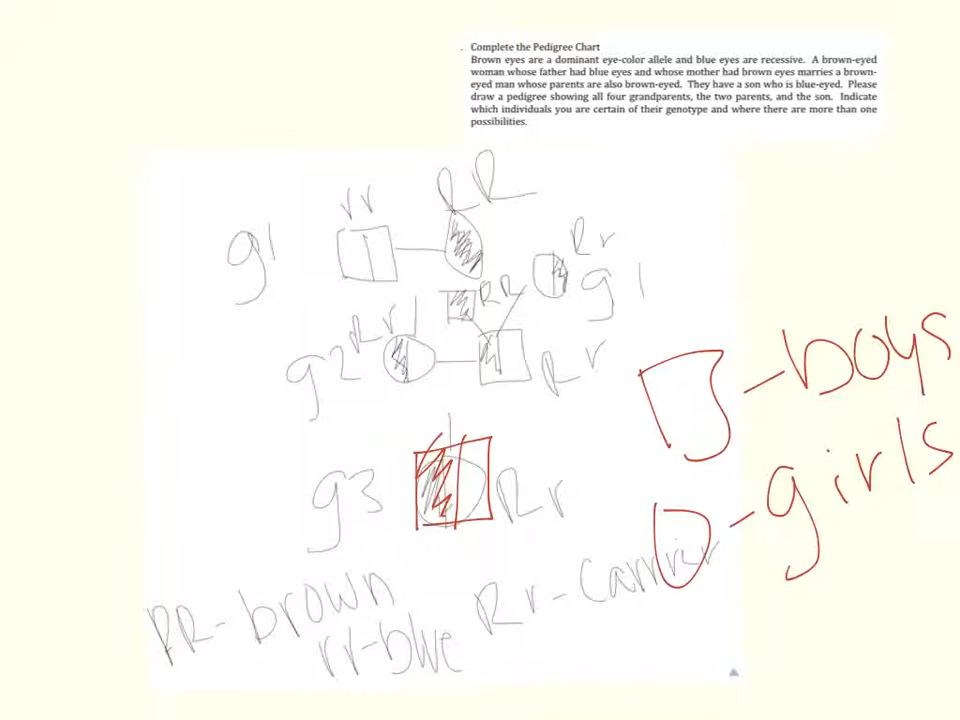 Complete the Pedigree Chart
Brown eyes are a dominant eye-color allele and blue eyes are recessive. A brown-eyed
woman whose father had blue eyes and whose mother had brown eyes marries a brown-
eyed man whose parents are also brown-eyed. They have a son who is blue-eyed. Please
draw a pedigree showing all four grandparents, the two parents, and the son. Indicate
which individuals you are certain of their genotype and where there are more than one
possibilities.
rr
RR
g1
Rr
RR
g1
g2
Rr
Rr
-boys
g3
Rr
-girls
RR-brown
rr-blue
Rr-Carrier